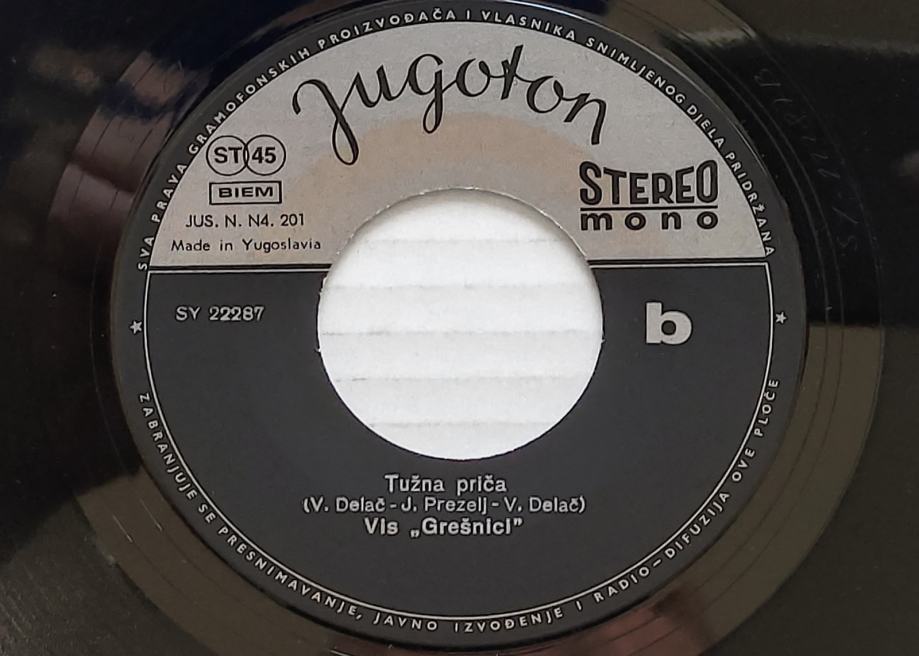 SVA PRAVA GRAMOFONSKIH PROIZVOĐAČA I VLASNIKA SNIMLJENOG DJELA PRIDRŽANA
Jugoton
ST 45
BIEM
STEREO
mono
JUS. N. N4. 201
Made in Yugoslavia
SY 22287
b
Tužna priča
(V. Delač - J. Prezelj - V. Delač)
Vis „Grešnici”
ZABRANJUJE SE PRESNIMAVANJE, JAVNO IZVOĐENJE I RADIO-DIFUZIJA OVE PLOČE